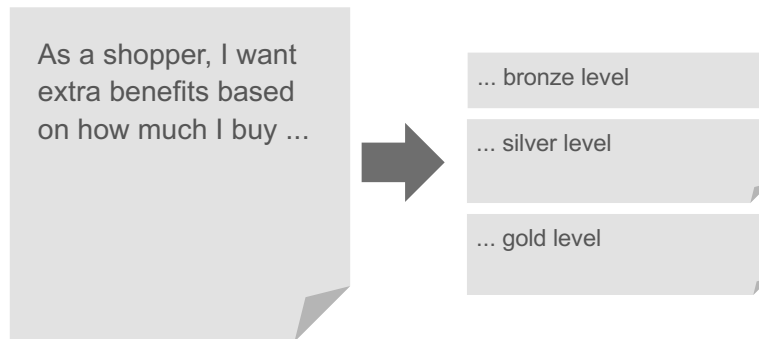 As a shopper, I want
extra benefits based
on how much I buy ...
... bronze level
... silver level
... gold level